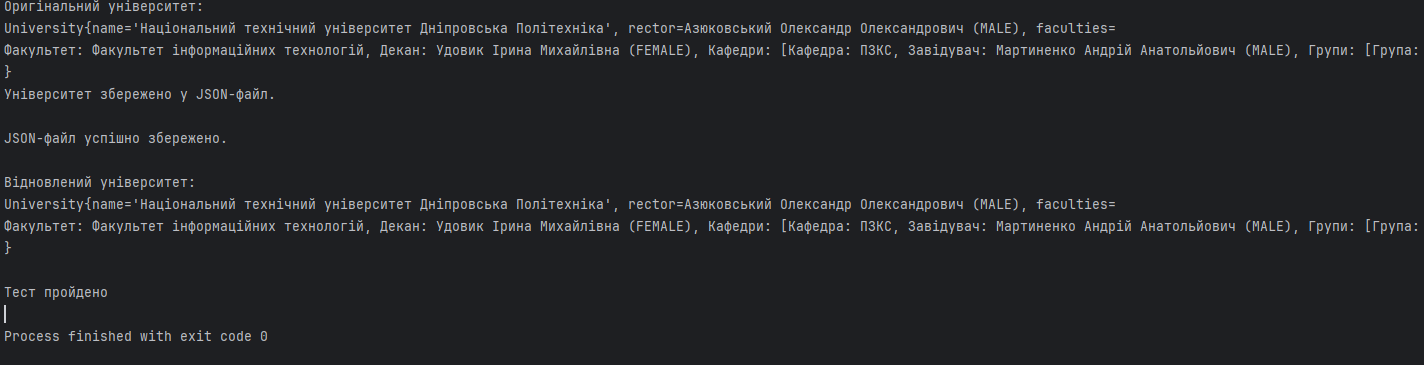 Оригінальний університет:
University{name='Національний технічний університет Дніпровська Політехніка', rector=Азюковський Олександр Олександрович (MALE), faculties=
Факультет: Факультет інформаційних технологій, Декан: Удовик Ірина Михайлівна (FEMALE), Кафедри: [Кафедра: ПЗКС, Завідувач: Мартиненко Андрій Анатольйович (MALE), Групи: [Група:
}
Університет збережено у JSON-файл.
JSON-файл успішно збережено.
Відновлений університет:
University{name='Національний технічний університет Дніпровська Політехніка', rector=Азюковський Олександр Олександрович (MALE), faculties=
Факультет: Факультет інформаційних технологій, Декан: Удовик Ірина Михайлівна (FEMALE), Кафедри: [Кафедра: ПЗКС, Завідувач: Мартиненко Андрій Анатольйович (MALE), Групи: [Група:
}
Тест пройдено
Process finished with exit code 0